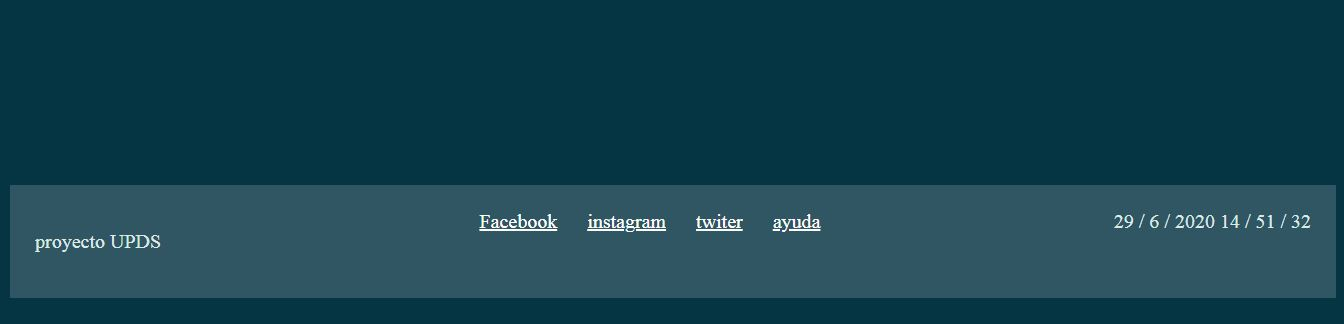 Facebook instagram twiter ayuda 29 / 6 / 2020 14 / 51 / 32
proyecto UPDS